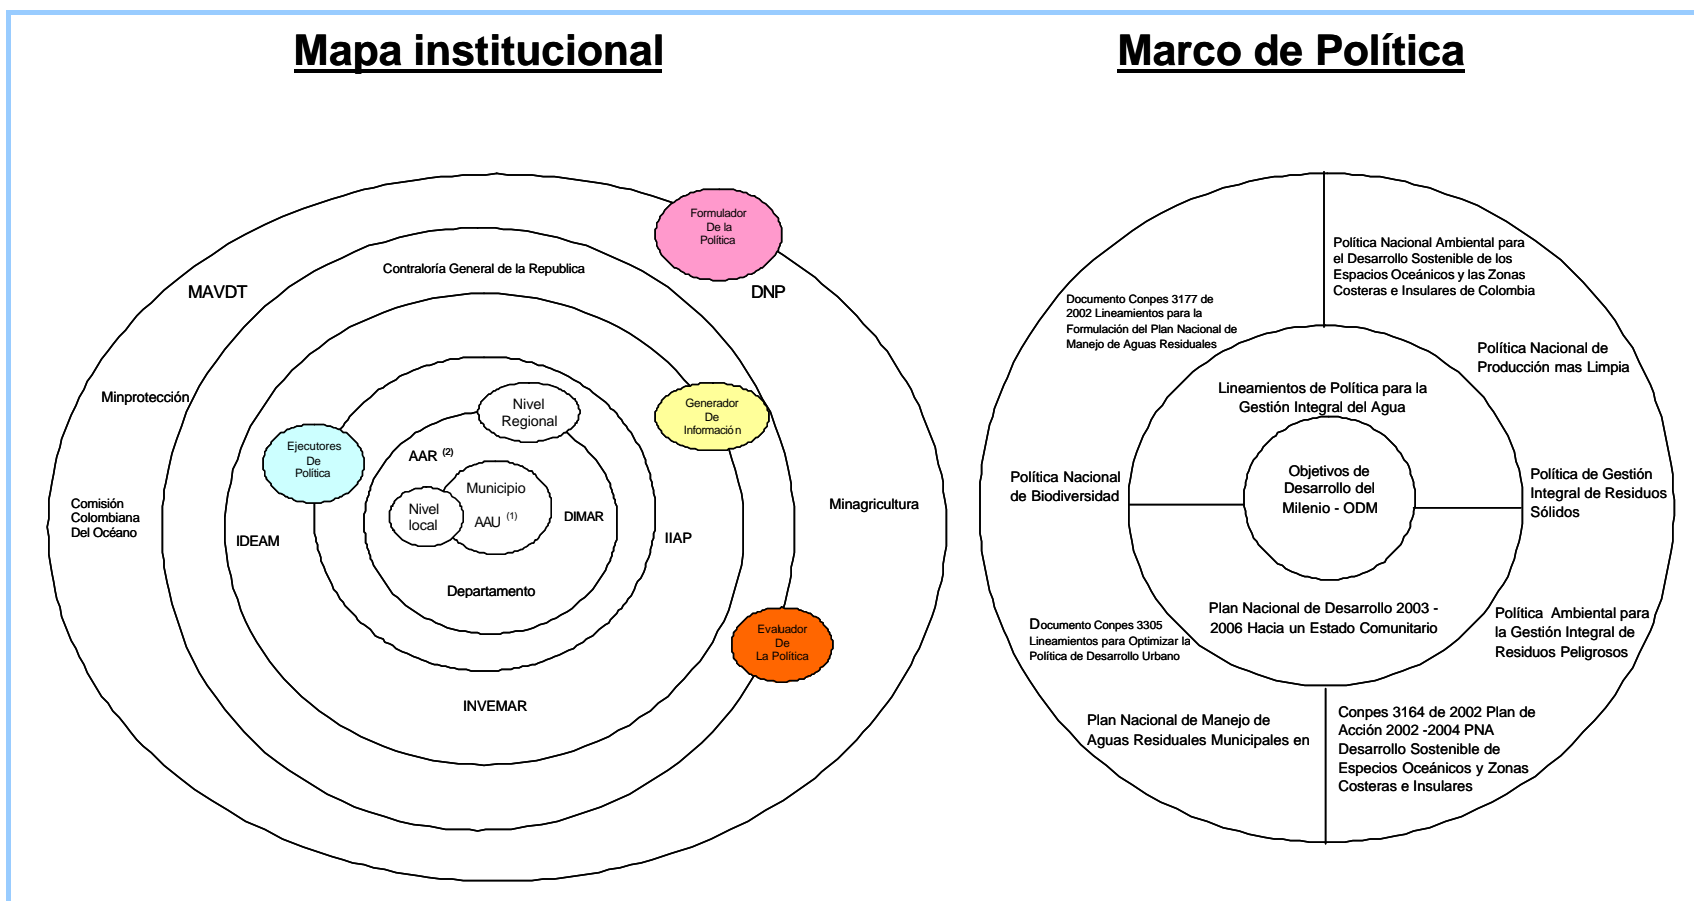 Mapa institucional
Formulador
De la
Política
Contraloría General de la Republica
MAVDT
DNP
Minprotección
Nivel
Regional
Generador
De
Información
Ejecutores
De
Política
AAR (2)
Municipio
AAU (1)
Nivel
local
DIMAR
Minagricultura
Comisión
Colombiana
Del Océano
IDEAM
IIAP
Departamento
Evaluador
De
La Política
INVEMAR
Marco de Política
Política Nacional Ambiental para
el Desarrollo Sostenible de los
Espacios Oceánicos y las Zonas
Costeras e Insulares de Colombia
Documento Conpes 3177 de
2002 Lineamientos para la
Formulación del Plan Nacional de
Manejo de Aguas Residuales
Política Nacional de
Producción mas Limpia
Lineamientos de Política para la
Gestión Integral del Agua
Política Nacional
de Biodiversidad
Objetivos de
Desarrollo del
Milenio - ODM
Política de Gestión
Integral de Residuos
Sólidos
Plan Nacional de Desarrollo 2003 -
2006 Hacia un Estado Comunitario
Documento Conpes 3305
Lineamientos para Optimizar la
Política de Desarrollo Urbano
Política Ambiental para
la Gestión Integral de
Residuos Peligrosos
Plan Nacional de Manejo de
Aguas Residuales Municipales en
Conpes 3164 de 2002 Plan de
Acción 2002 -2004 PNA
Desarrollo Sostenible de
Especios Oceánicos y Zonas
Costeras e Insulares